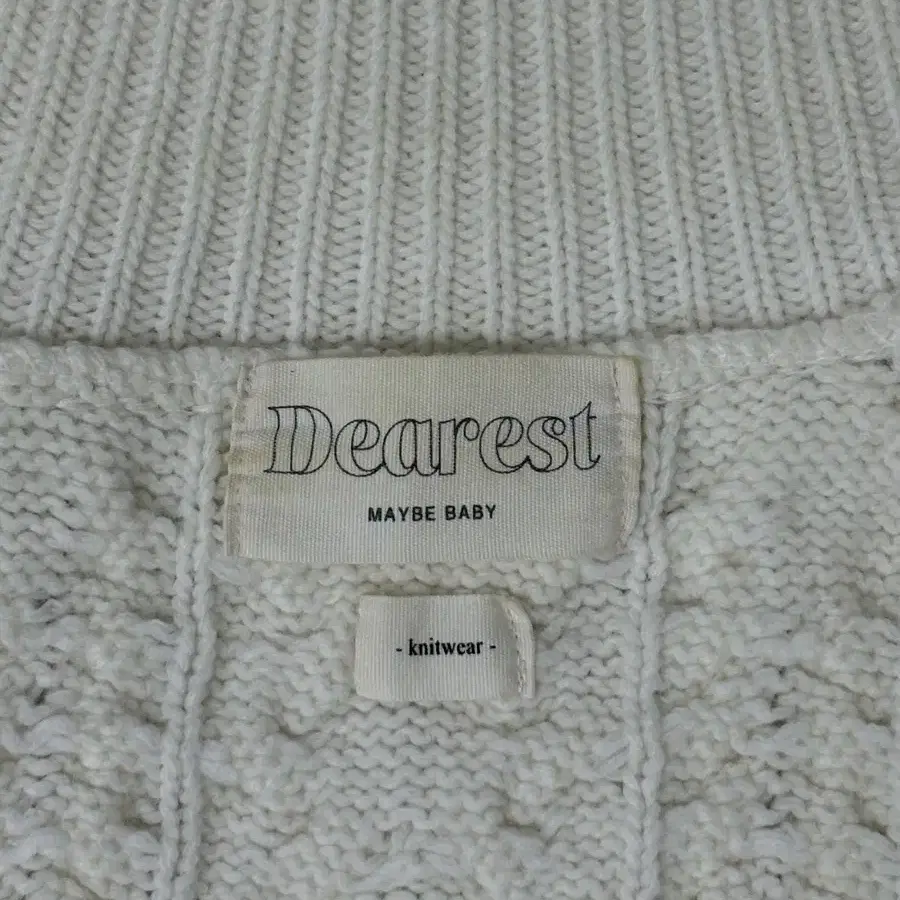 Dearest
MAYBE BABY
- knitwear -